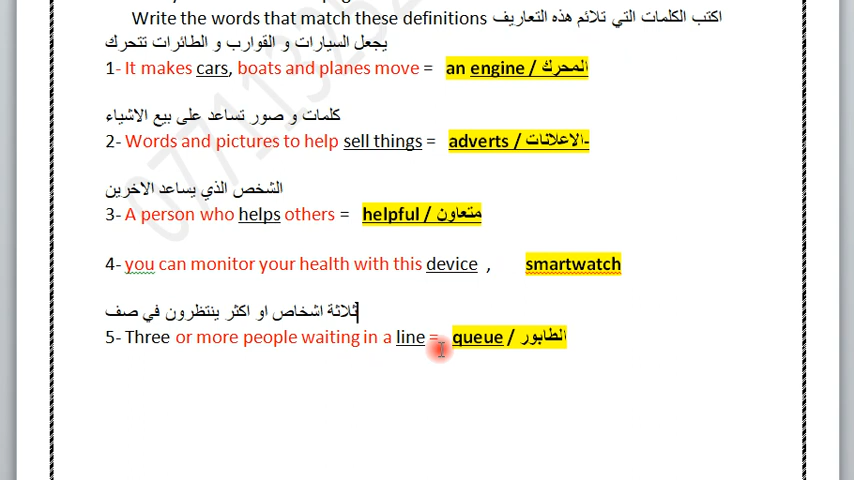 Write the words that match these definitions اكتب الكلمات التي تلائم هذه التعاريف
يجعل السيارات و القوارب و الطائرات تتحرك
1- It makes cars, boats and planes move = an engine / المحرك
كلمات و صور تساعد على بيع الاشياء
2- Words and pictures to help sell things = adverts / الاعلانات-
الشخص الذي يساعد الاخرين
3- A person who helps others = helpful / متعاون
4- you can monitor your health with this device , smartwatch
ثلاثة اشخاص او اكثر ينتظرون في صف
5- Three or more people waiting in a line = queue / الطابور